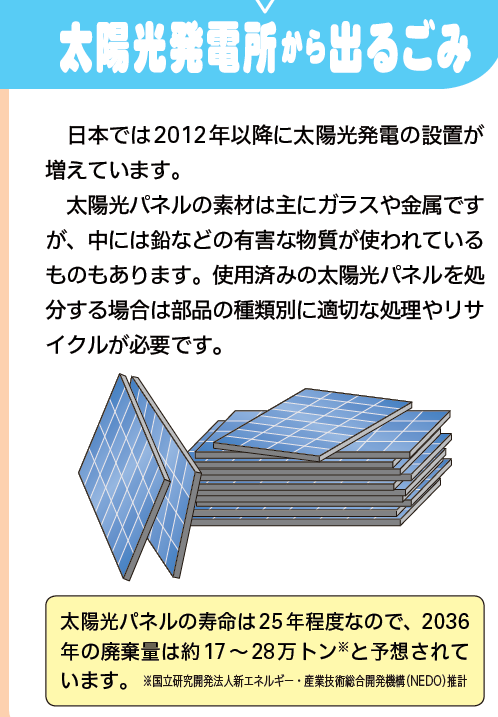 太陽光発電所から出るごみ
日本では2012年以降に太陽光発電の設置が
増えています。
太陽光パネルの素材は主にガラスや金属です
が、中には鉛などの有害な物質が使われている
ものもあります。使用済みの太陽光パネルを処
分する場合は部品の種類別に適切な処理やリサ
イクルが必要です。
太陽光パネルの寿命は25年程度なので、2036
年の廃棄量は約17～28万トン※と予想されて
います。 ※国立研究開発法人新エネルギー・産業技術総合開発機構(NEDO)推計